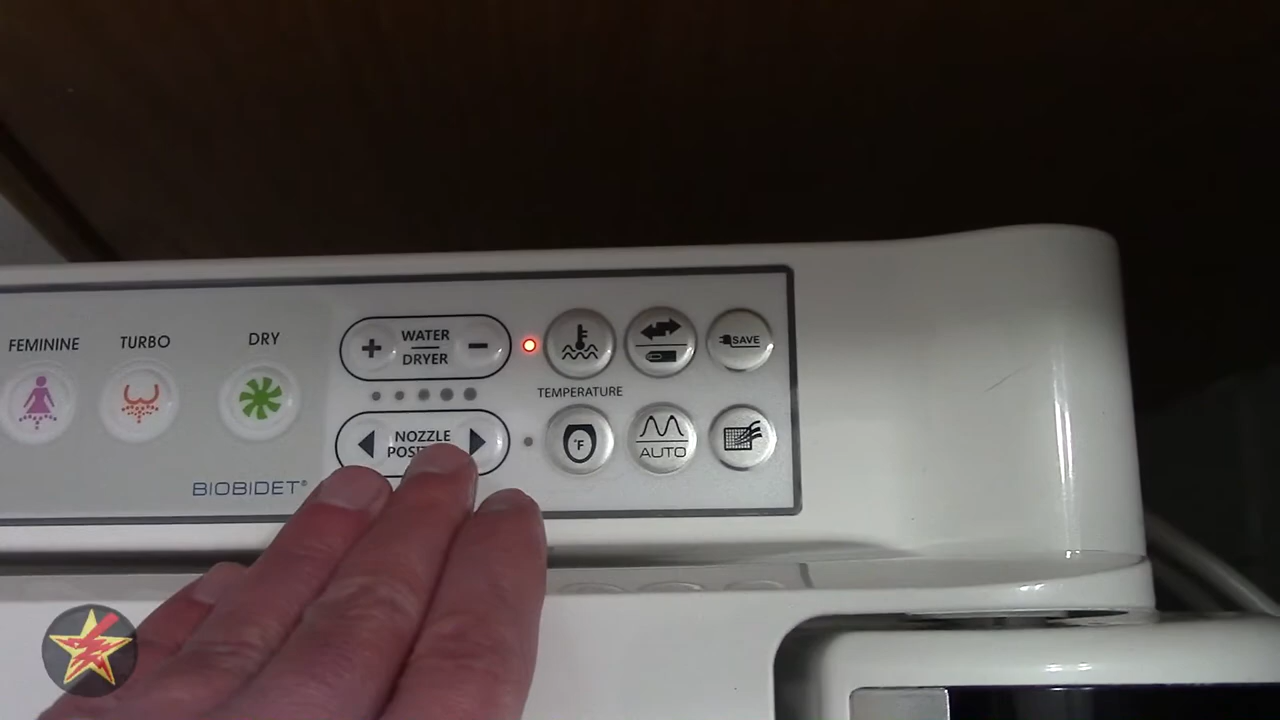 FEMININE
TURBO
DRY
+ WATER −
DRYER
SAVE
TEMPERATURE
NOZZLE
°F
AUTO
BIOBIDET®